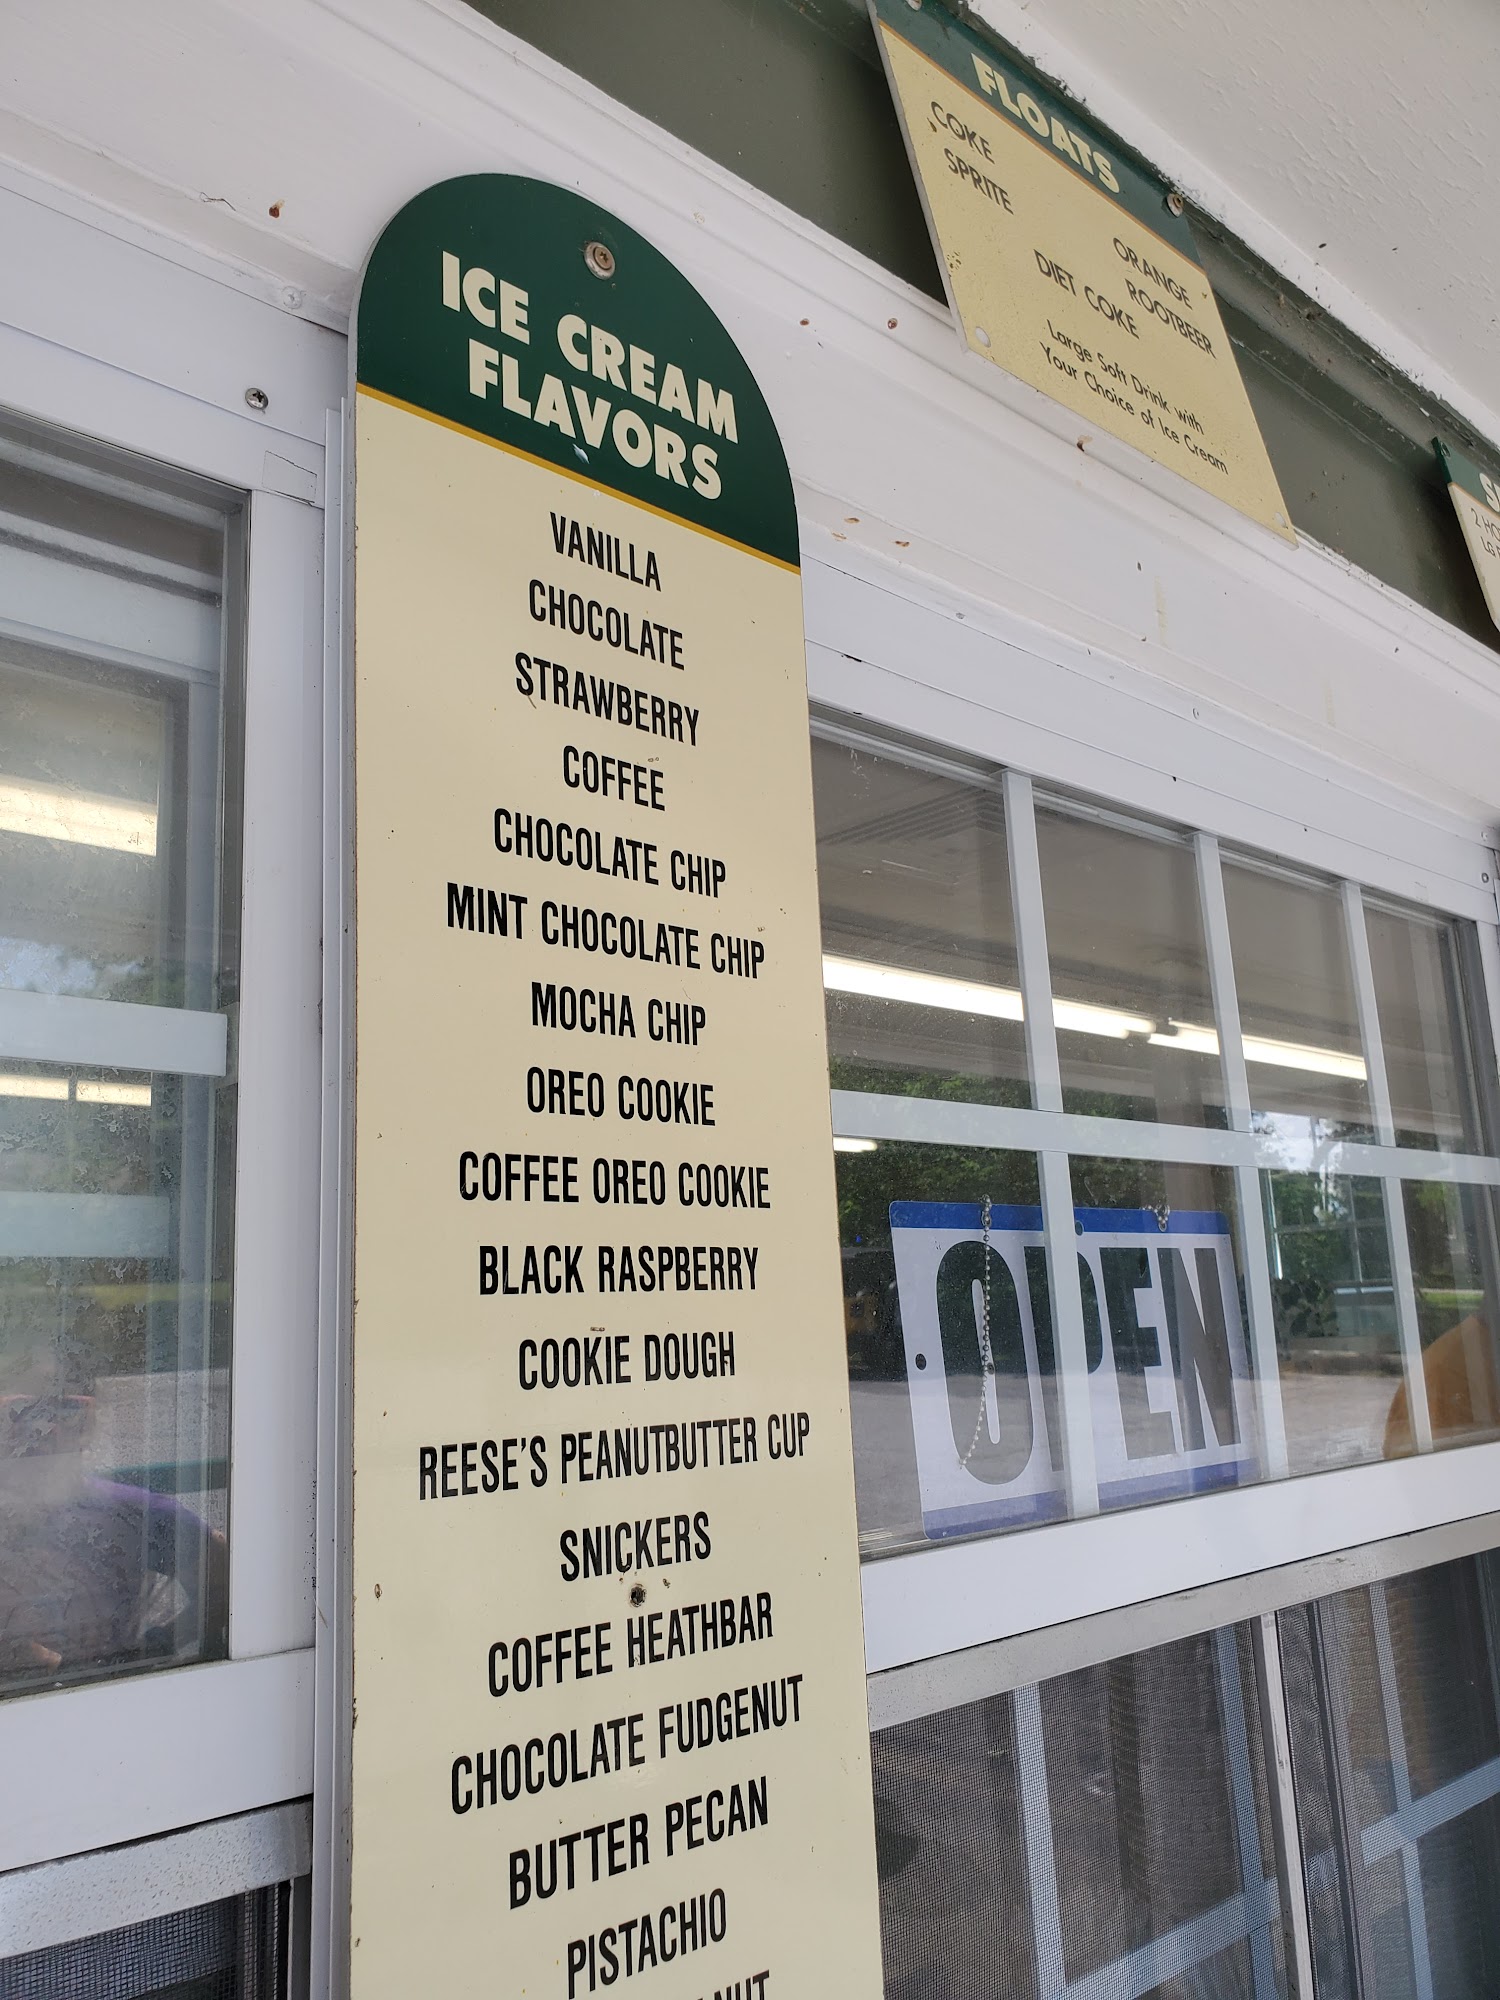 ICE CREAM
FLAVORS
VANILLA
CHOCOLATE
STRAWBERRY
COFFEE
CHOCOLATE CHIP
MINT CHOCOLATE CHIP
MOCHA CHIP
OREO COOKIE
COFFEE OREO COOKIE
BLACK RASPBERRY
COOKIE DOUGH
REESE'S PEANUTBUTTER CUP
SNICKERS
COFFEE HEATHBAR
CHOCOLATE FUDGENUT
BUTTER PECAN
PISTACHIO
FLOATS
COKE
SPRITE
ORANGE
ROOTBEER
DIET COKE
Large Soft Drink with
Your Choice of Ice Cream
OPEN